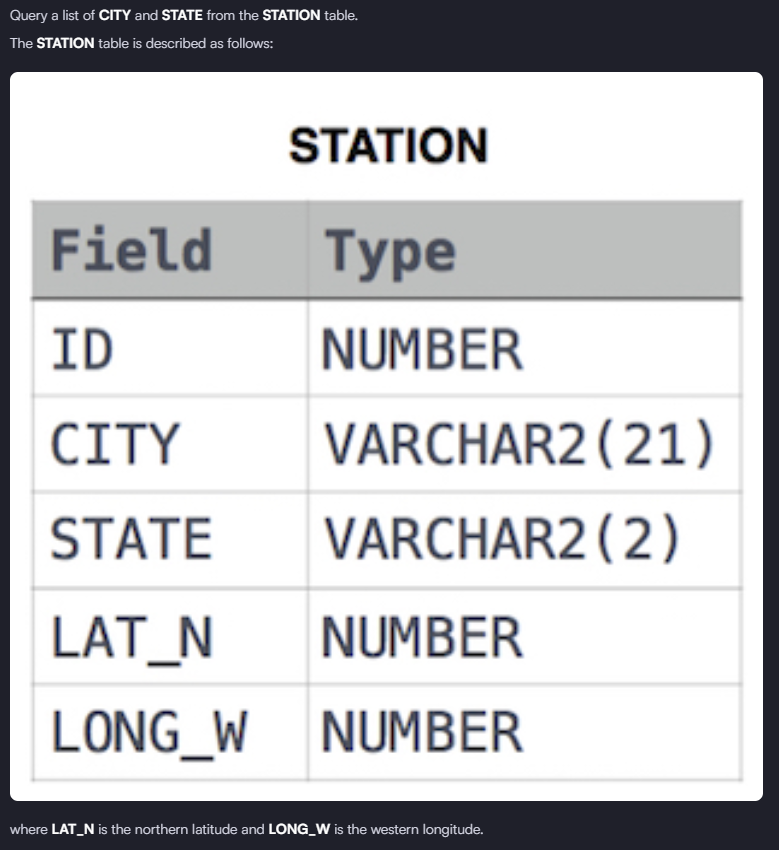 Query a list of CITY and STATE from the STATION table.
The STATION table is described as follows:
STATION
Field Type
ID NUMBER
CITY VARCHAR2(21)
STATE VARCHAR2(2)
LAT_N NUMBER
LONG_W NUMBER
where LAT_N is the northern latitude and LONG_W is the western longitude.